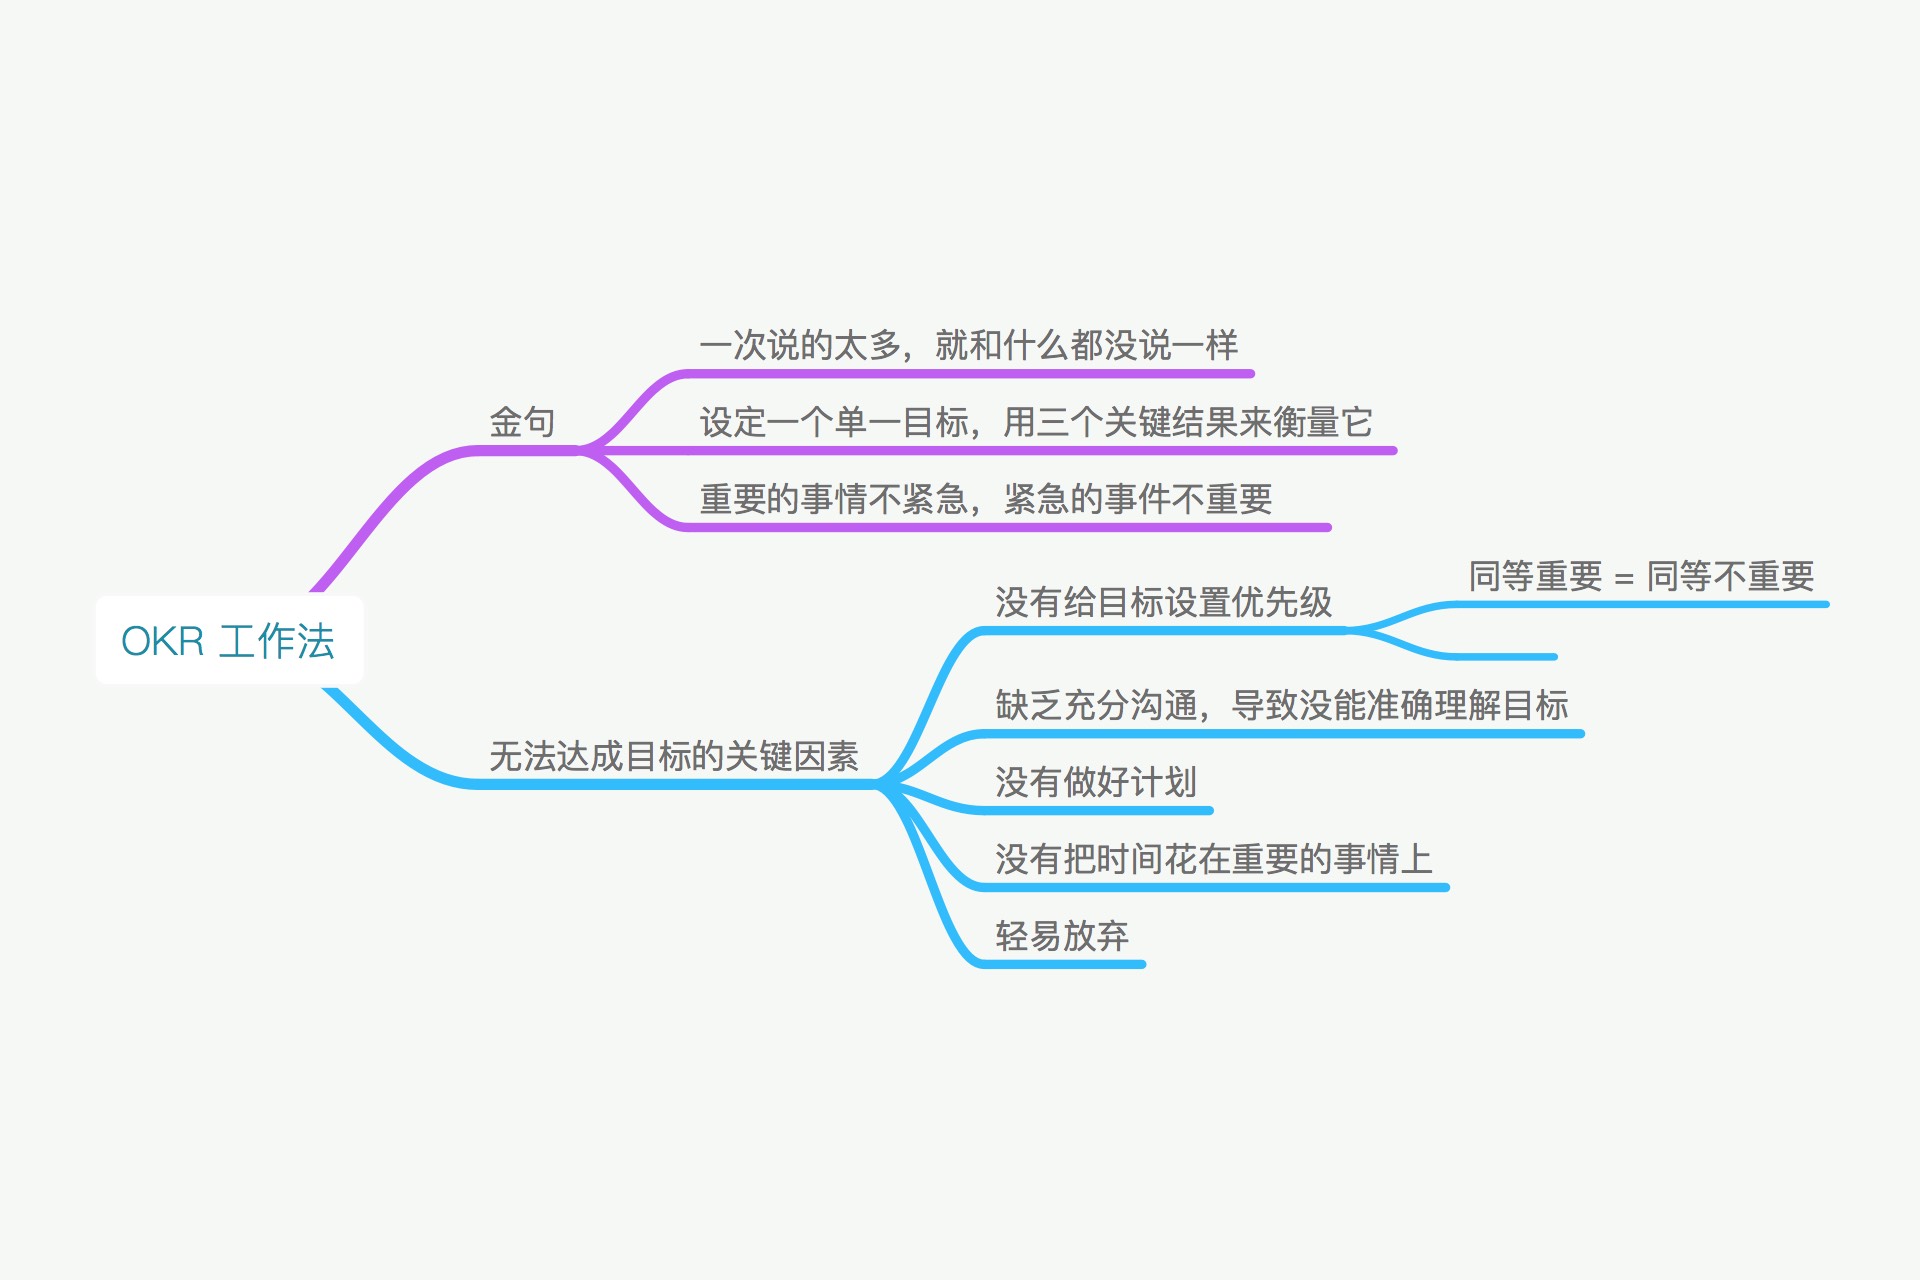 OKR 工作法
金句
一次说的太多，就和什么都没说一样
设定一个单一目标，用三个关键结果来衡量它
重要的事情不紧急，紧急的事件不重要
无法达成目标的关键因素
没有给目标设置优先级
同等重要 = 同等不重要
缺乏充分沟通，导致没能准确理解目标
没有做好计划
没有把时间花在重要的事情上
轻易放弃